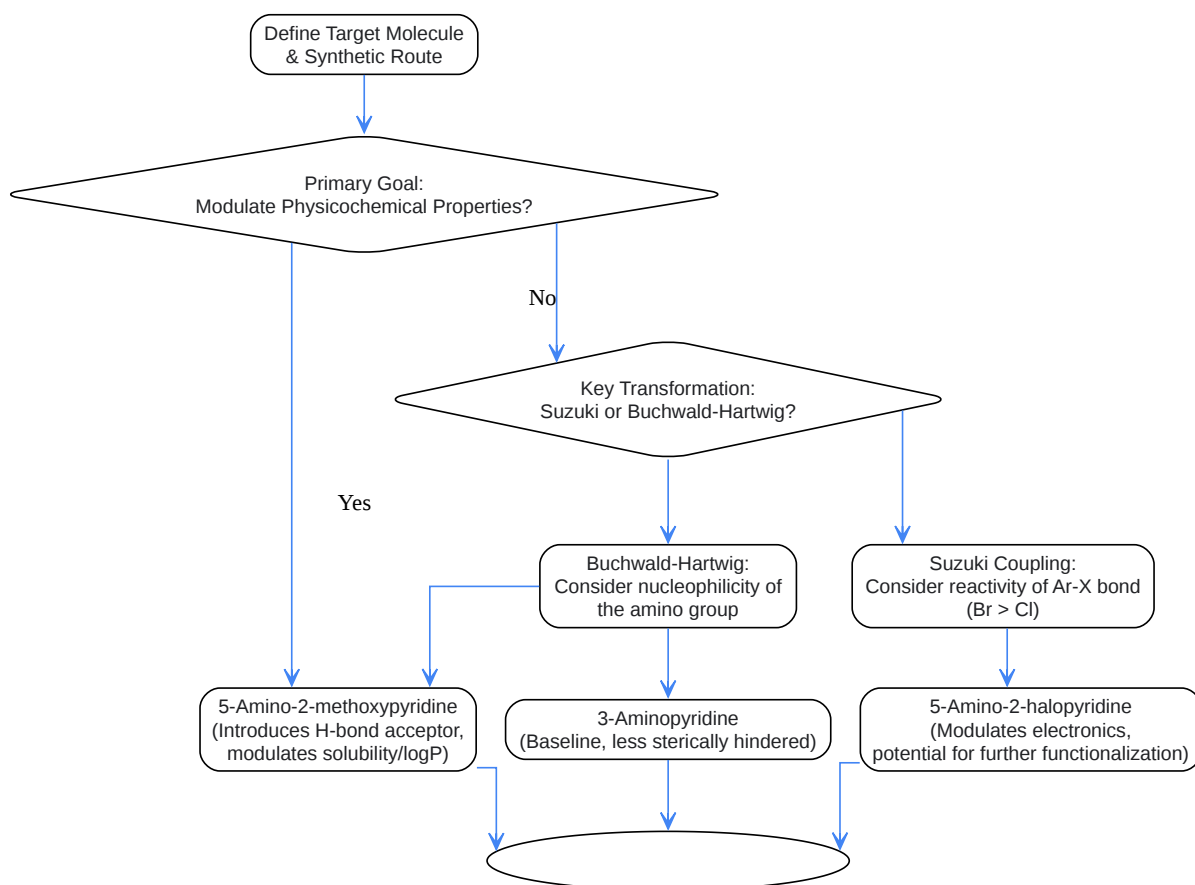 Define Target Molecule
& Synthetic Route
Primary Goal:
Modulate Physicochemical Properties?
No
Key Transformation:
Suzuki or Buchwald-Hartwig?
Yes
Buchwald-Hartwig:
Consider nucleophilicity of
the amino group
Suzuki Coupling:
Consider reactivity of Ar-X bond
(Br > Cl)
5-Amino-2-methoxypyridine
(Introduces H-bond acceptor,
modulates solubility/logP)
3-Aminopyridine
(Baseline, less sterically hindered)
5-Amino-2-halopyridine
(Modulates electronics,
potential for further functionalization)